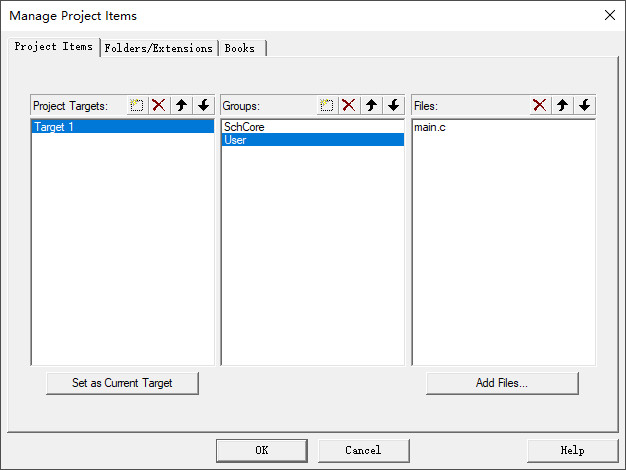 Manage Project Items
Project Items Folders/Extensions Books
Project Targets: Groups: Files:
Target 1 SchCore main.c
User
Set as Current Target Add Files...
OK Cancel Help